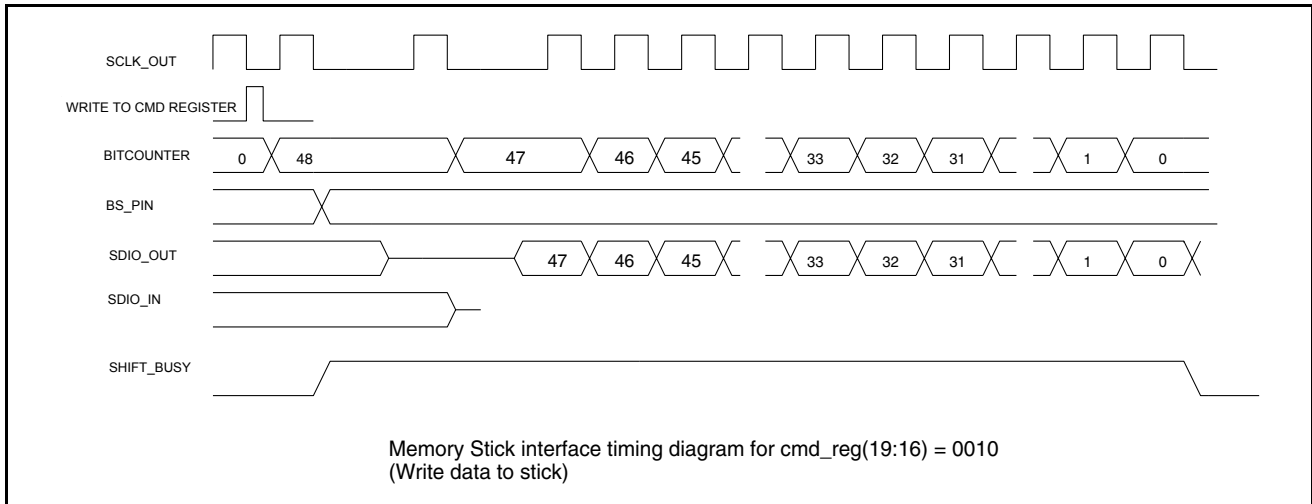 SCLK_OUT
WRITE TO CMD REGISTER
BITCOUNTER 0 48 47 46 45 33 32 31 1 0
BS_PIN
SDIO_OUT 47 46 45 33 32 31 1 0
SDIO_IN
SHIFT_BUSY
Memory Stick interface timing diagram for cmd_reg(19:16) = 0010
(Write data to stick)